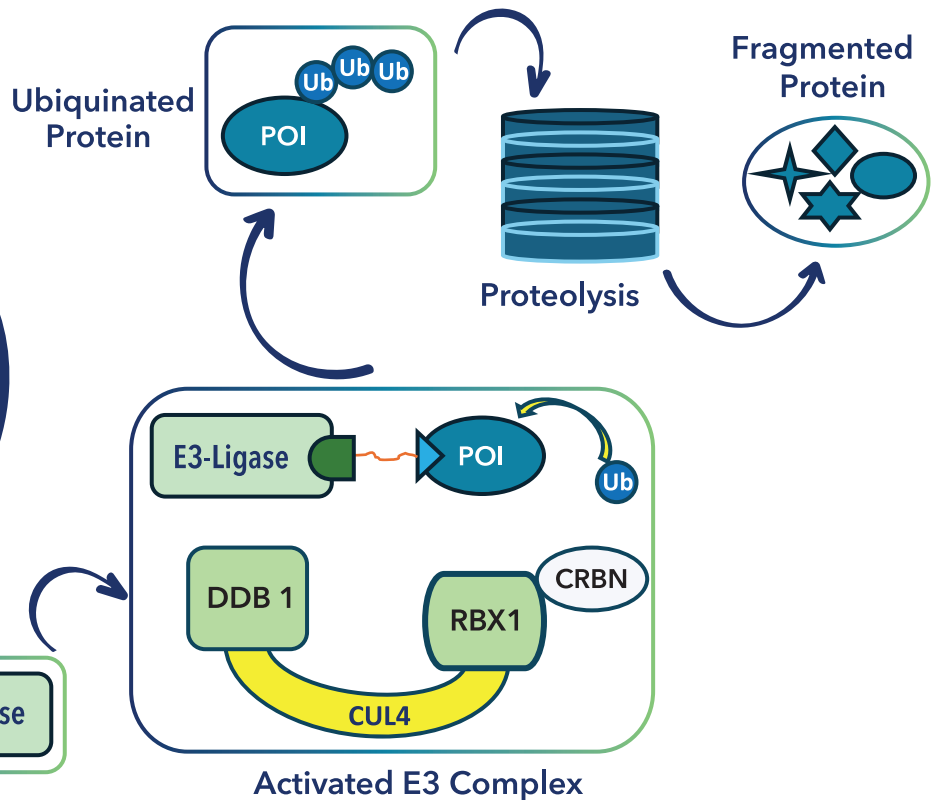 Ubiquinated
Protein
Ub
Ub
Ub
POI
Fragmented
Protein
Proteolysis
E3-Ligase
POI
Ub
DDB 1
RBX1
CRBN
CUL4
se
Activated E3 Complex